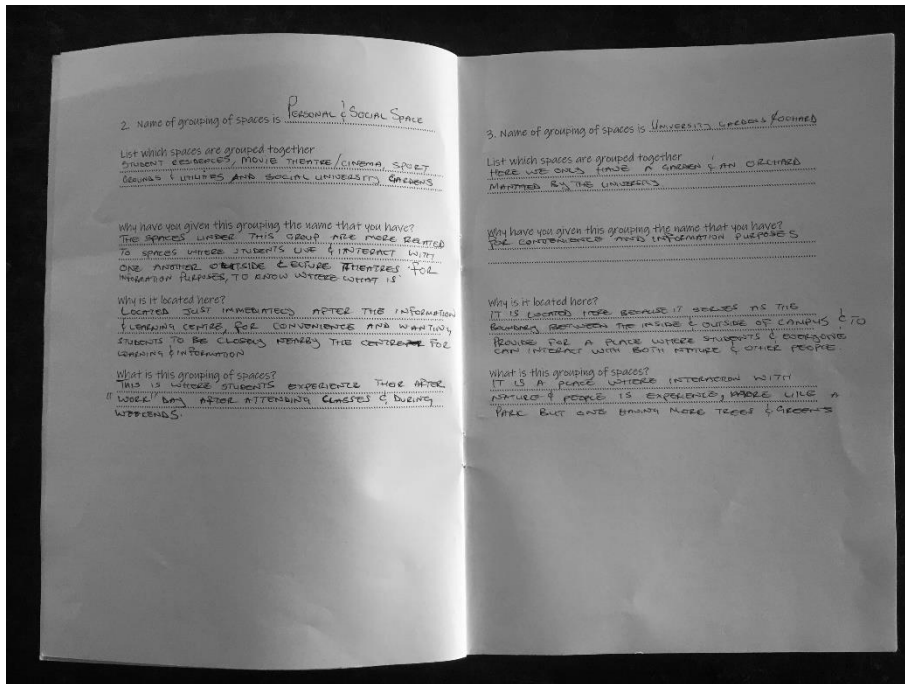 2. Name of grouping of spaces is PERSONAL & SOCIAL SPACE
List which spaces are grouped together
STUDENT RESIDENCES, MOVIE THEATRE/CINEMA, SPORT
GROUNDS & UTILITIES AND SOCIAL UNIVERSITY GARDENS
Why have you given this grouping the name that you have?
THE SPACES UNDER THIS GROUP ARE MORE RELATED
TO SPACES WHERE STUDENTS LIVE & INTERACT WITH
ONE ANOTHER OUTSIDE LECTURE THEATRES FOR
INFORMATION PURPOSES, TO KNOW WHERE WHAT IS
Why is it located here?
LOCATED JUST IMMEDIATELY AFTER THE INFORMATION
& LEARNING CENTRE, FOR CONVENIENCE AND WANTING
STUDENTS TO BE CLOSELY NEARBY THE CENTRE FOR
LEARNING & INFORMATION
What is this grouping of spaces?
THIS IS WHERE STUDENTS EXPERIENCE THEIR AFTER
"WORK DAY AFTER ATTENDING CLASSES & DURING
WEEKENDS.
3. Name of grouping of spaces is UNIVERSITY GARDENS
List which spaces are grouped together
HERE WE ONLY HAVE A GARDEN & AN ORCHARD
MANAGED BY THE UNIVERSITY
Why have you given this grouping the name that you have?
FOR CONVENIENCE AND INFORMATION PURPOSES
Why is it located here?
IT IS LOCATED HERE BECAUSE IT SERVES AS THE
BOUNDARY BETWEEN THE INSIDE & OUTSIDE OF CAMPUS & TO
PROVIDE FOR A PLACE WHERE STUDENTS & EVERYONE
CAN INTERACT WITH BOTH NATURE & OTHER PEOPLE
What is this grouping of spaces?
IT IS A PLACE WHERE INTERACTION WITH
NATURE & PEOPLE IS EXPERIENCE, MORE LIKE A
PARK BUT ONE HAVING MORE TREES & GREENS